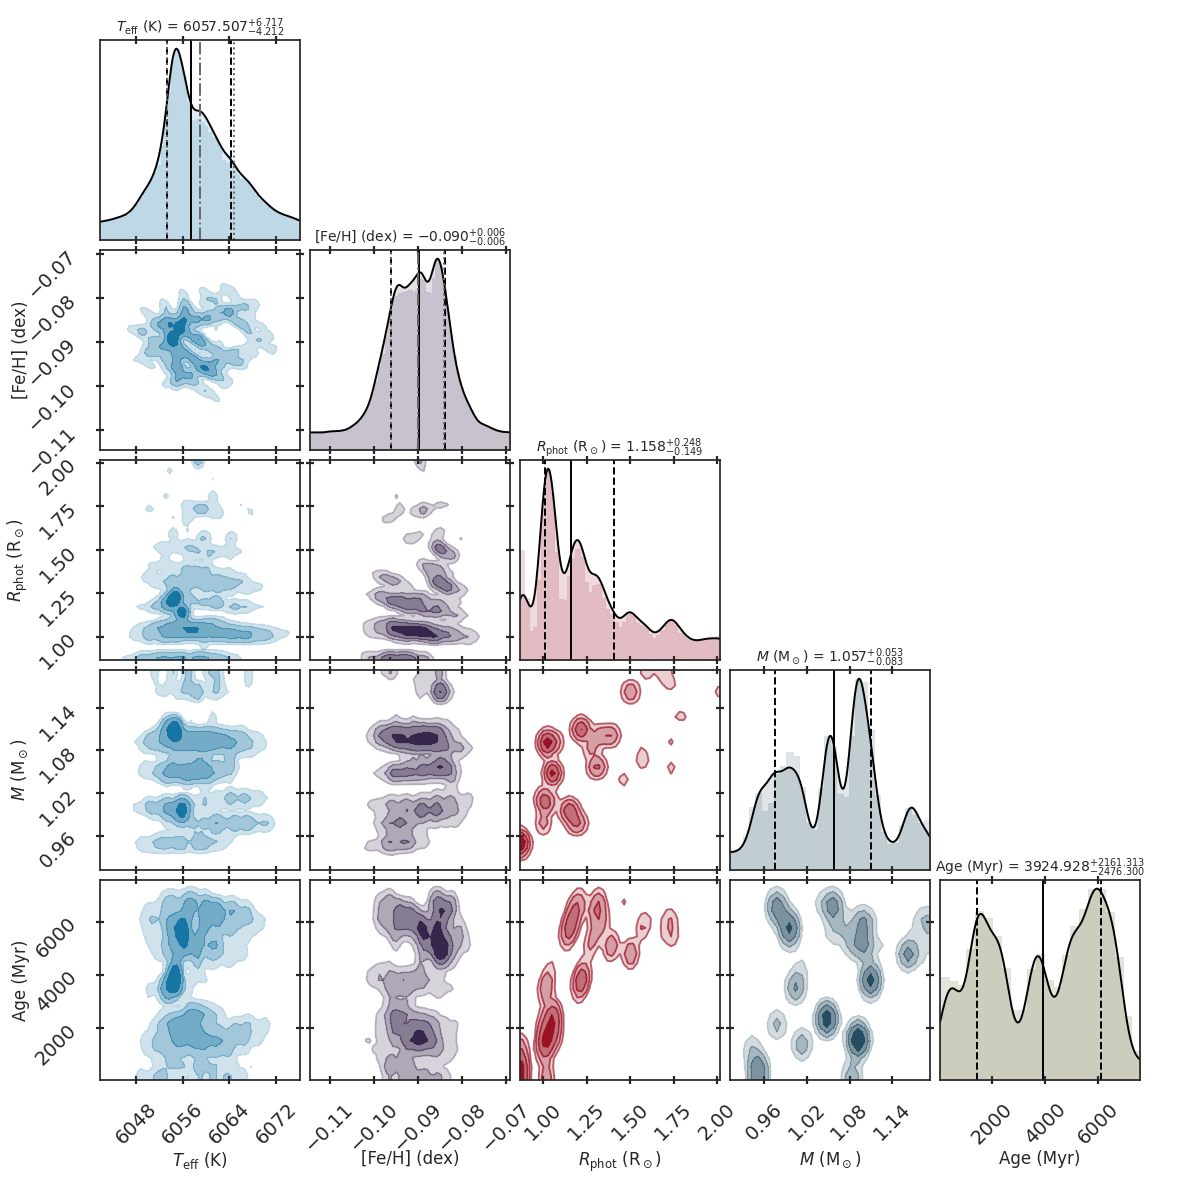 T_eff (K) = 6057.507^{+6.717}_{−4.212}
[Fe/H] (dex) = −0.090^{+0.006}_{−0.006}
−0.07
−0.08
−0.09
−0.10
−0.11
[Fe/H] (dex)
R_phot (R_⊙) = 1.158^{+0.248}_{−0.149}
2.00
1.75
1.50
1.25
1.00
R_phot (R_⊙)
M (M_⊙) = 1.057^{+0.053}_{−0.083}
1.14
1.08
1.02
0.96
M (M_⊙)
Age (Myr) = 3924.928^{+2161.313}_{−2476.300}
6000
4000
2000
Age (Myr)
6048 6056 6064 6072
−0.11 −0.10 −0.09 −0.08 −0.07
1.00 1.25 1.50 1.75 2.00
0.96 1.02 1.08 1.14
2000 4000 6000
T_eff (K)
[Fe/H] (dex)
R_phot (R_⊙)
M (M_⊙)
Age (Myr)